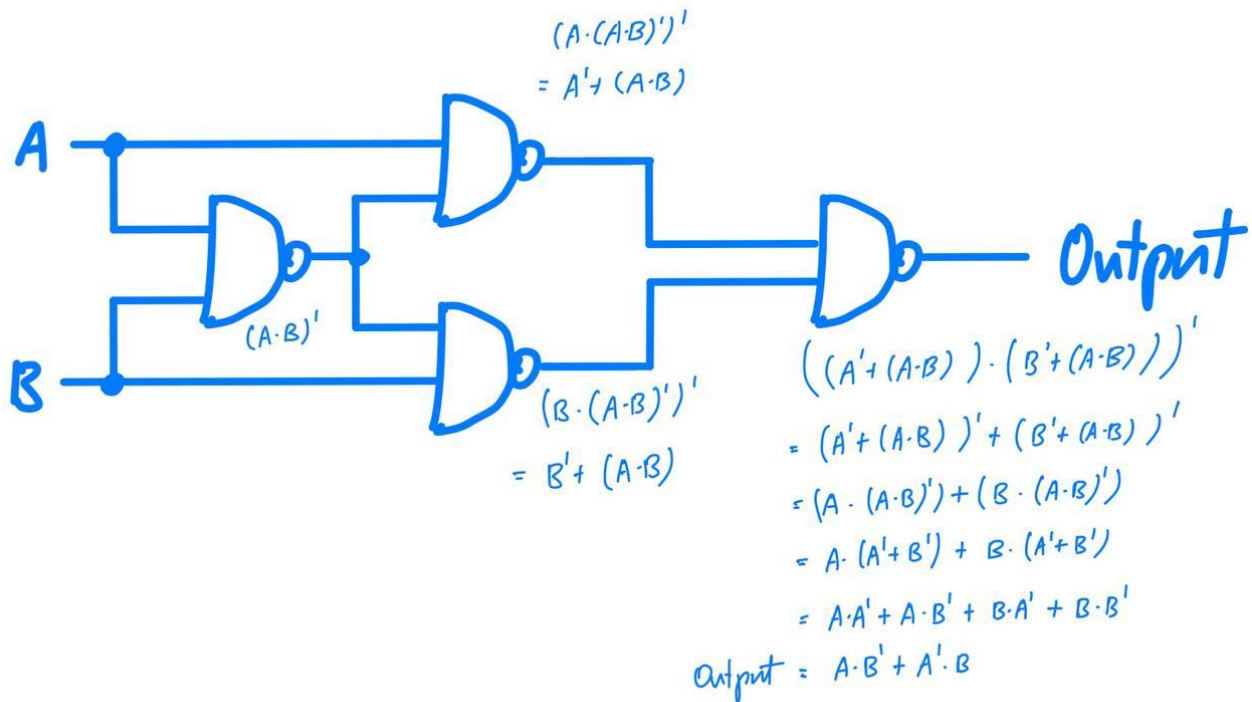 (A·(A·B)')'
= A'+ (A·B)
A
B
(A·B)'
(B·(A·B)')'
= B'+ (A·B)
Output
((A'+(A·B))·(B'+(A·B)))'
= (A'+(A·B))'+(B'+(A·B))'
= (A·(A·B)')+(B·(A·B)')
= A·(A'+B') + B·(A'+B')
= A·A'+A·B'+B·A'+B·B'
Output = A·B'+A'·B